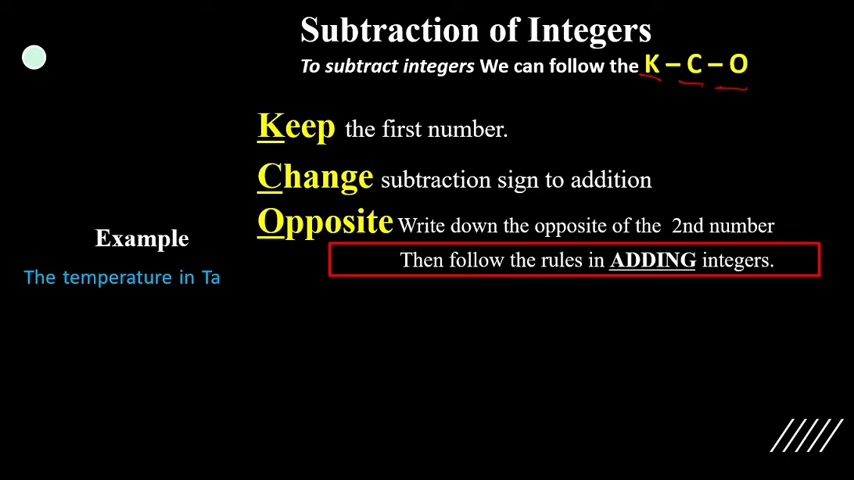 Subtraction of Integers
To subtract integers We can follow the K – C – O
Keep the first number.
Change subtraction sign to addition
Opposite Write down the opposite of the 2nd number
Then follow the rules in ADDING integers.
Example
The temperature in Ta